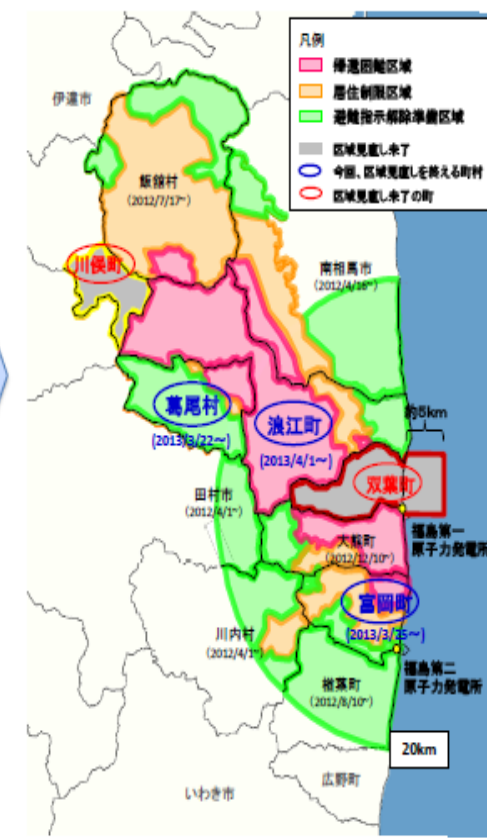 凡例
帰還困難区域
居住制限区域
避難指示解除準備区域
区域見直し未了
今回、区域見直しを終える町村
区域見直し未了の町
伊達市
飯舘村
(2012/7/17~)
川俣町
南相馬市
(2012/4/16~)
葛尾村
(2013/3/22~)
浪江町
(2013/4/1~)
約5km
双葉町
田村市
(2012/4/1~)
大熊町
(2012/12/10~)
福島第一
原子力発電所
富岡町
(2013/3/25~)
川内村
(2012/4/1~)
福島第二
原子力発電所
楢葉町
(2012/8/10~)
20km
広野町
いわき市